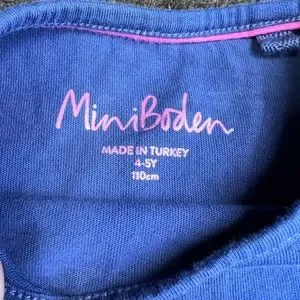 MiniBoden
MADE IN TURKEY
4-5Y
110cm